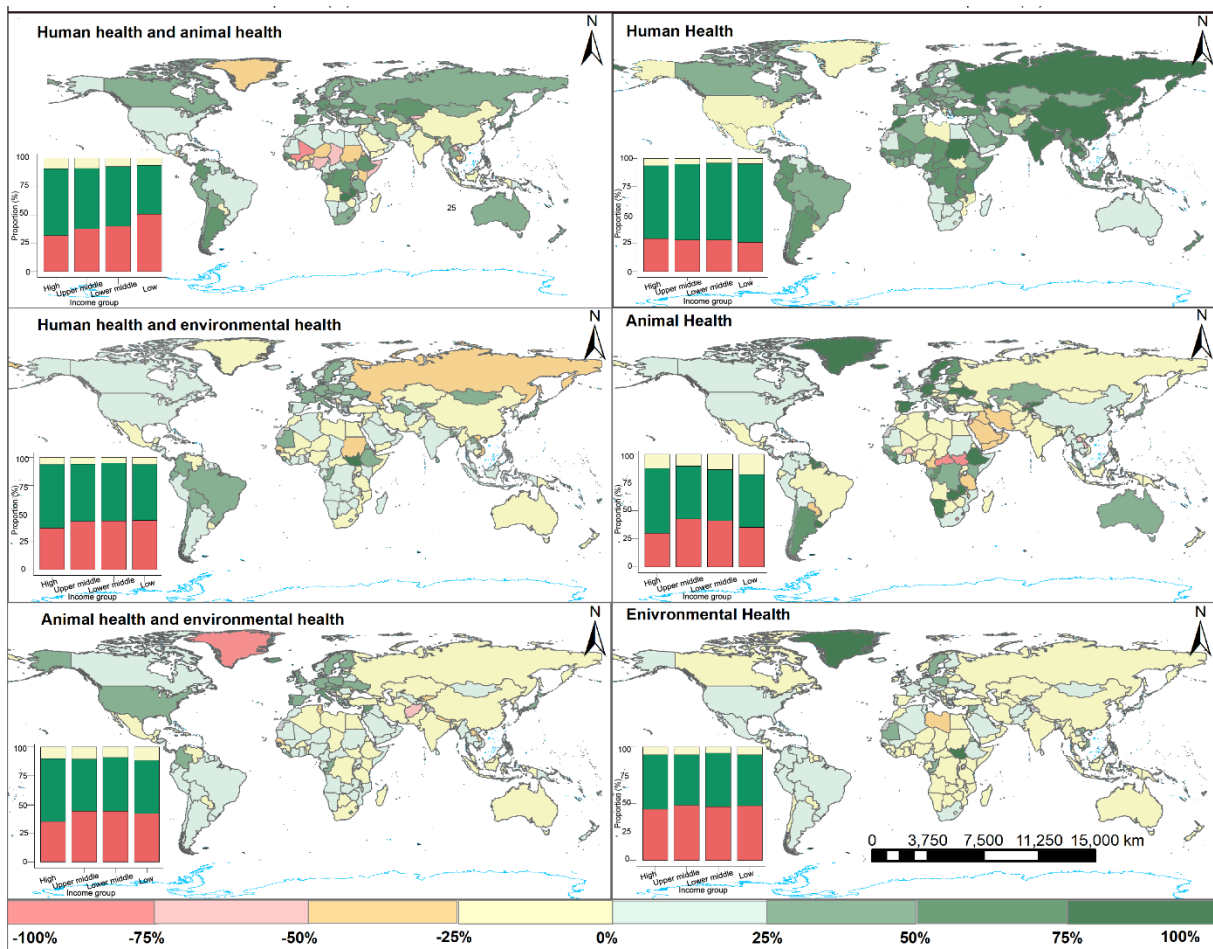 Human health and animal health
N
100
75
50
25
0
Proportion (%)
High
Upper middle
Lower middle
Low
Income group
25
Human Health
N
100
75
50
25
0
Proportion (%)
High
Upper middle
Lower middle
Low
Income group
Human health and environmental health
N
100
75
50
25
0
Proportion (%)
High
Upper middle
Lower middle
Low
Income group
Animal Health
N
100
75
50
25
0
Proportion (%)
High
Upper middle
Lower middle
Low
Income group
Animal health and environmental health
N
100
75
50
25
0
Proportion (%)
High
Upper middle
Lower middle
Low
Income group
Enivironmental Health
N
100
75
50
25
0
Proportion (%)
High
Upper middle
Lower middle
Low
Income group
0 3,750 7,500 11,250 15,000 km
-100% -75% -50% -25% 0% 25% 50% 75% 100%